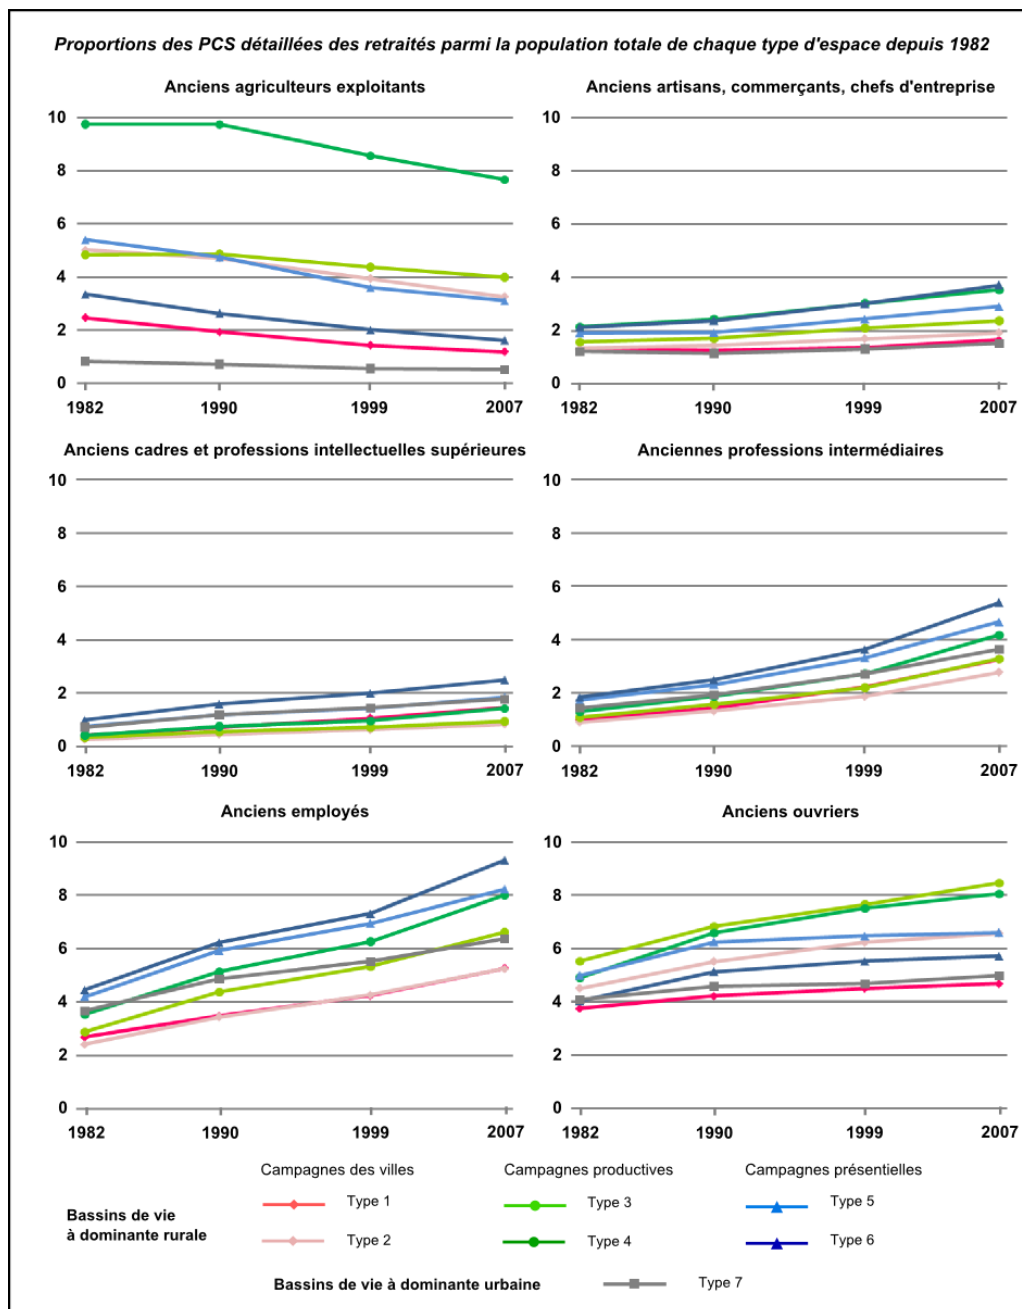 Proportions des PCS détaillées des retraités parmi la population totale de chaque type d'espace depuis 1982
Anciens agriculteurs exploitants
10
8
6
4
2
0
1982 1990 1999 2007
Anciens artisans, commerçants, chefs d'entreprise
10
8
6
4
2
0
1982 1990 1999 2007
Anciens cadres et professions intellectuelles supérieures
10
8
6
4
2
0
1982 1990 1999 2007
Anciennes professions intermédiaires
10
8
6
4
2
0
1982 1990 1999 2007
Anciens employés
10
8
6
4
2
0
1982 1990 1999 2007
Anciens ouvriers
10
8
6
4
2
0
1982 1990 1999 2007
Campagnes des villes Campagnes productives Campagnes présentielles
Bassins de vie
à dominante rurale
Type 1 Type 3 Type 5
Type 2 Type 4 Type 6
Bassins de vie à dominante urbaine Type 7